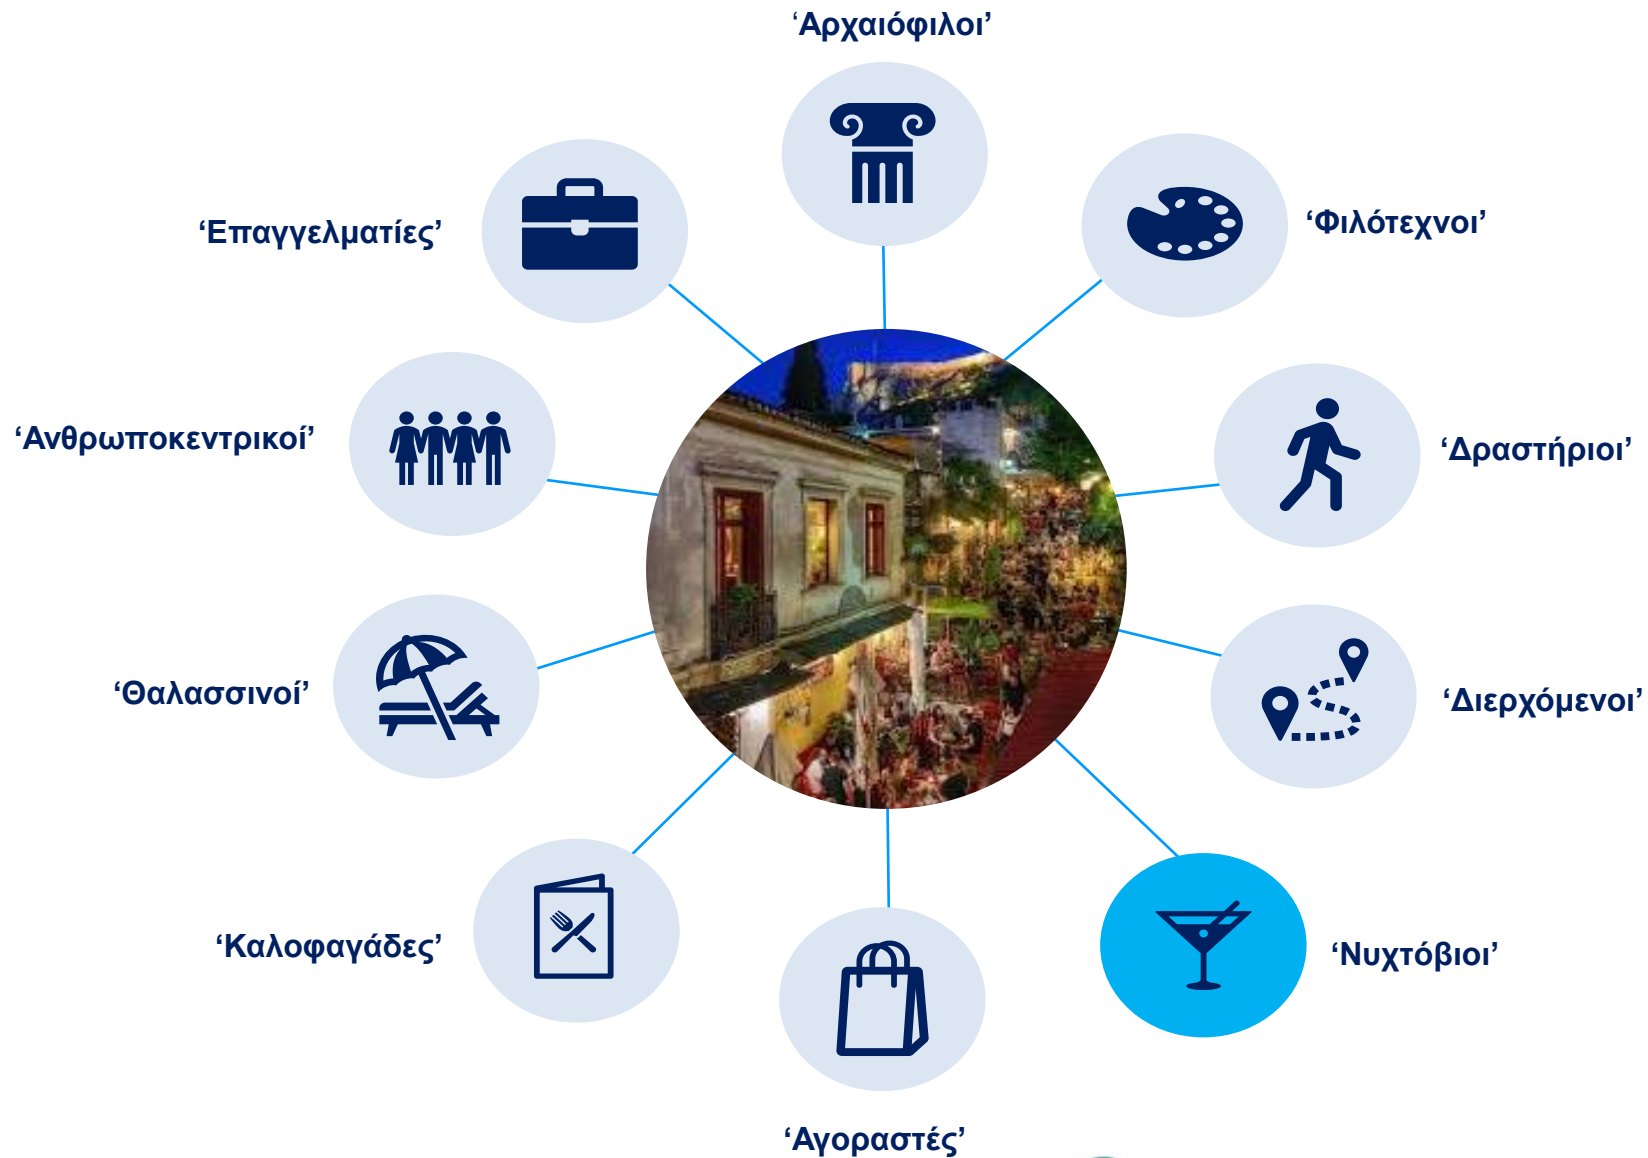 ‘Αρχαιόφιλοι’
‘Επαγγελματίες’
‘Φιλότεχνοι’
‘Ανθρωποκεντρικοί’
‘Δραστήριοι’
‘Θαλασσινοί’
‘Διερχόμενοι’
‘Καλοφαγάδες’
‘Νυχτόβιοι’
‘Αγοραστές’